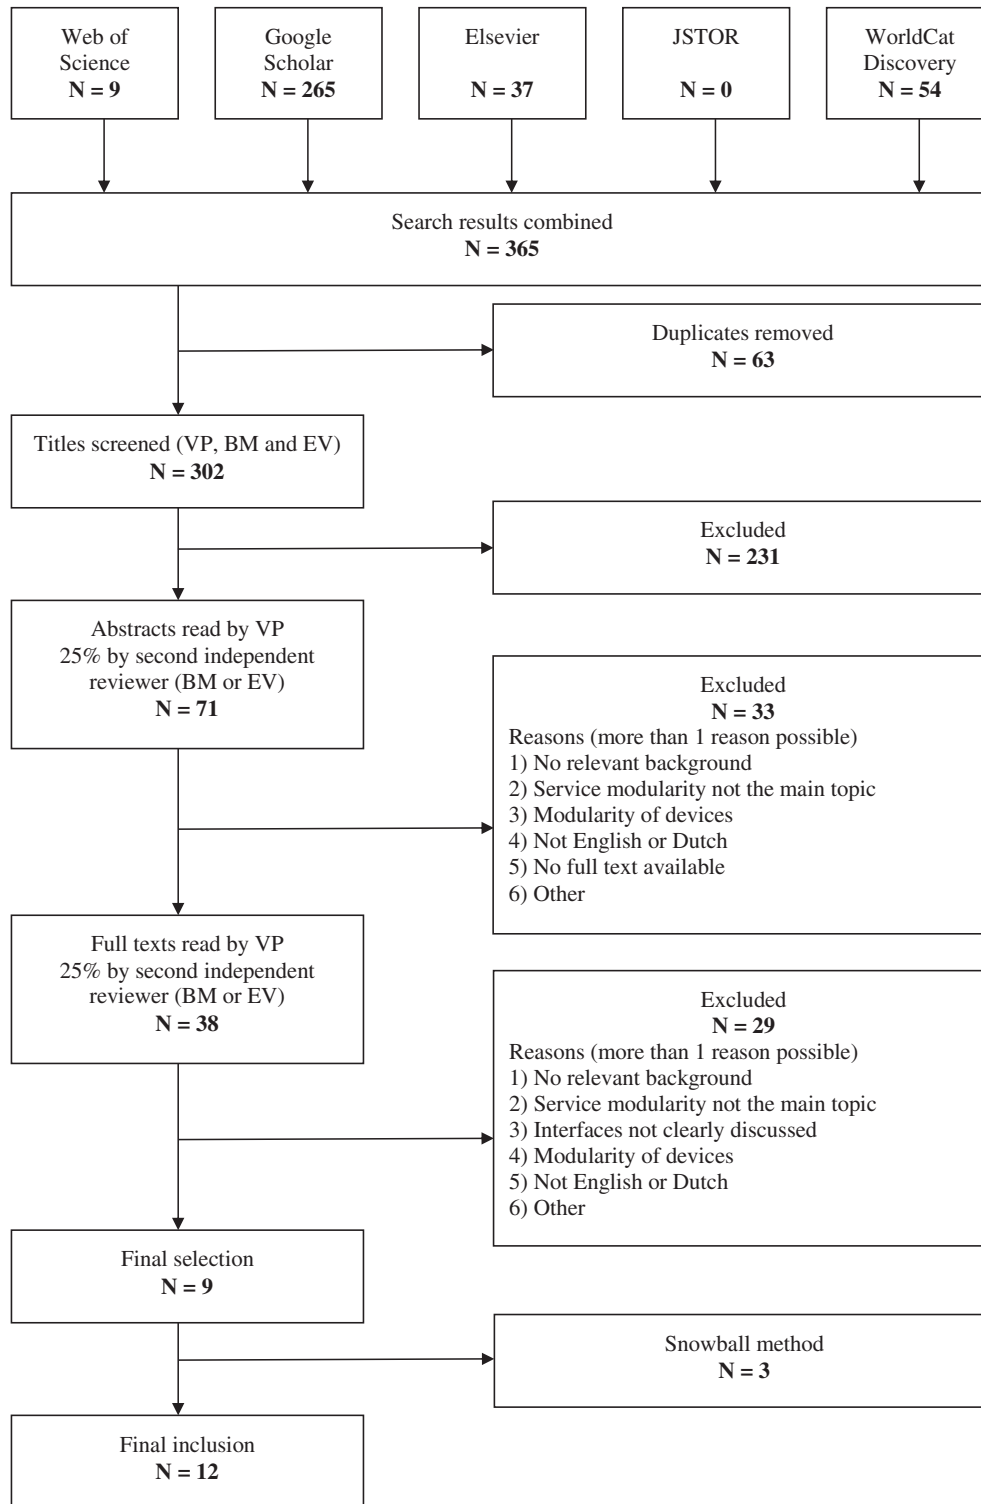 Web of
Science
N = 9
Google
Scholar
N = 265
Elsevier
N = 37
JSTOR
N = 0
WorldCat
Discovery
N = 54
Search results combined
N = 365
Duplicates removed
N = 63
Titles screened (VP, BM and EV)
N = 302
Excluded
N = 231
Abstracts read by VP
25% by second independent
reviewer (BM or EV)
N = 71
Excluded
N = 33
Reasons (more than 1 reason possible)
1) No relevant background
2) Service modularity not the main topic
3) Modularity of devices
4) Not English or Dutch
5) No full text available
6) Other
Full texts read by VP
25% by second independent
reviewer (BM or EV)
N = 38
Excluded
N = 29
Reasons (more than 1 reason possible)
1) No relevant background
2) Service modularity not the main topic
3) Interfaces not clearly discussed
4) Modularity of devices
5) Not English or Dutch
6) Other
Final selection
N = 9
Snowball method
N = 3
Final inclusion
N = 12